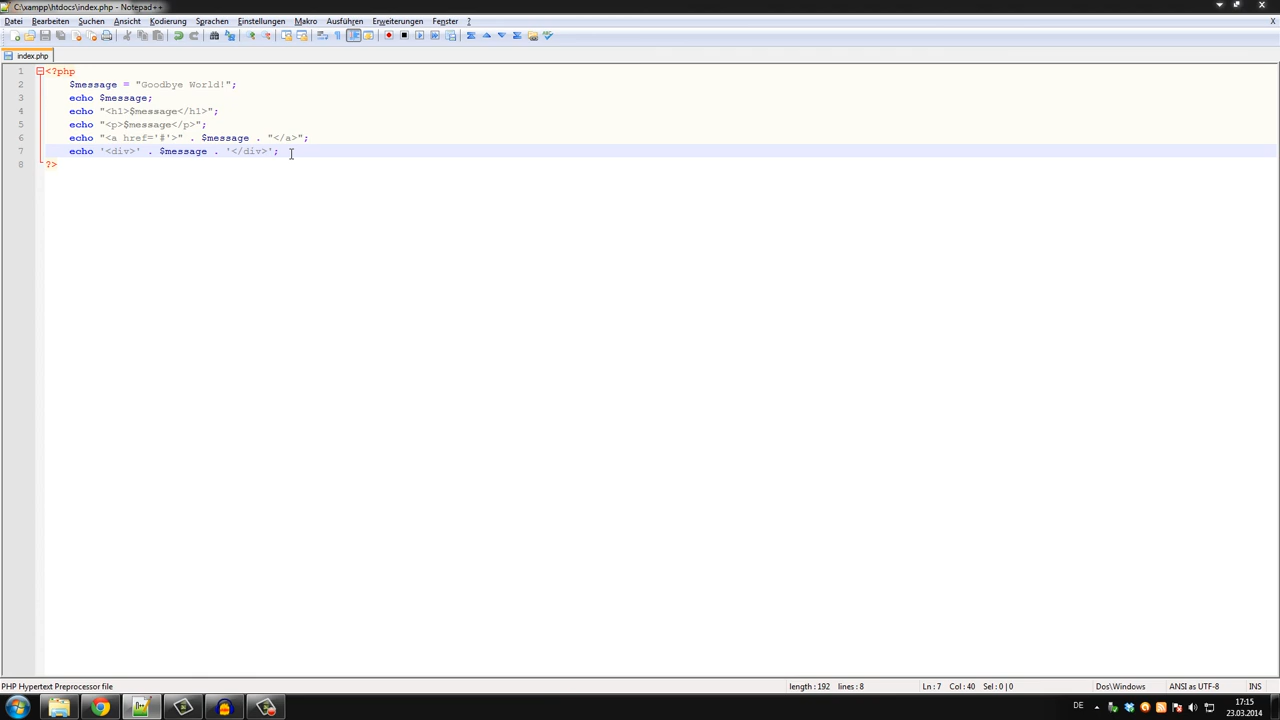 C:\xampp\htdocs\index.php - Notepad++
Datei Bearbeiten Suchen Ansicht Kodierung Sprachen Einstellungen Makro Ausführen Erweiterungen Fenster ? X
index.php
1 <?php
2 $message = "Goodbye World!";
3 echo $message;
4 echo "<h1>$message</h1>";
5 echo "<p>$message</p>";
6 echo "<a href='#'>" . $message . "</a>";
7 echo '<div>' . $message . '</div>';
8 ?>
PHP Hypertext Preprocessor file length : 192 lines : 8 Ln : 7 Col : 40 Sel : 0 | 0 Dos\Windows ANSI as UTF-8 INS
DE 17:15
23.03.2014